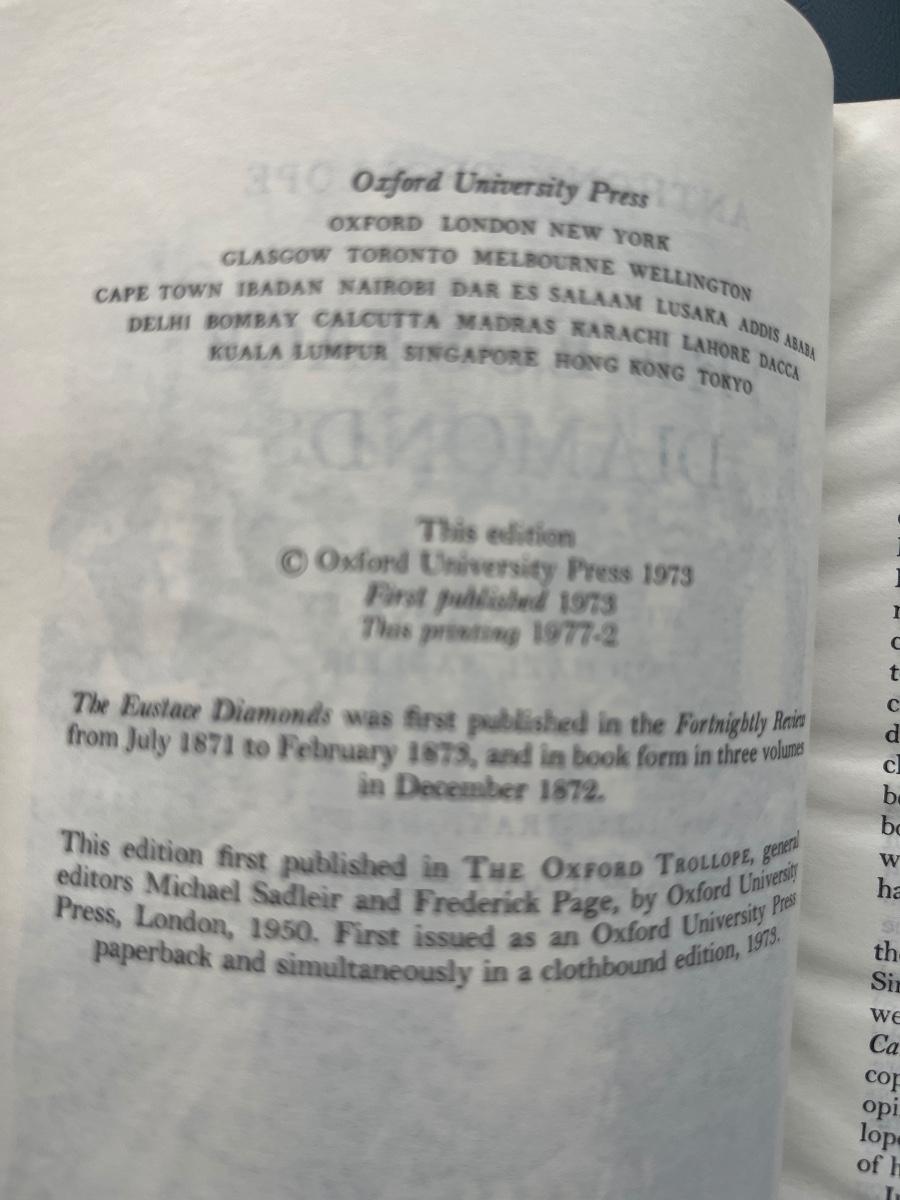 Oxford University Press
OXFORD LONDON NEW YORK
GLASGOW TORONTO MELBOURNE WELLINGTON
CAPE TOWN IBADAN NAIROBI DAR ES SALAAM LUSAKA ADDIS ABABA
DELHI BOMBAY CALCUTTA MADRAS KARACHI LAHORE DACCA
KUALA LUMPUR SINGAPORE HONG KONG TOKYO
This edition
© Oxford University Press 1973
First published 1973
This printing 1977-2
The Eustace Diamonds was first published in the Fortnightly Review
from July 1871 to February 1873, and in book form in three volumes
in December 1872.
This edition first published in THE OXFORD TROLLOPE, general
editors Michael Sadleir and Frederick Page, by Oxford University
Press, London, 1950. First issued as an Oxford University Press
paperback and simultaneously in a clothbound edition, 1973.